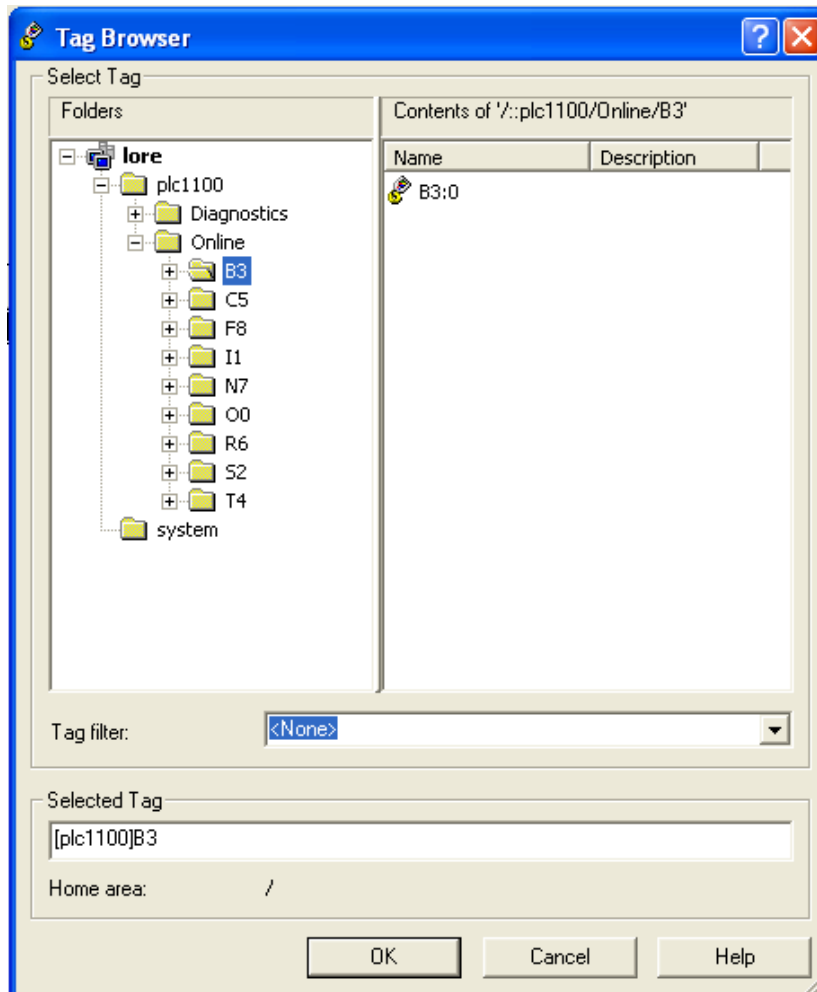 Tag Browser
Select Tag
Folders
Contents of '/::plc1100/Online/B3'
Name Description
lore
plc1100
Diagnostics
Online
B3
C5
F8
I1
N7
O0
R6
S2
T4
system
B3:0
Tag filter: <None>
Selected Tag
[plc1100]B3
Home area: /
OK Cancel Help